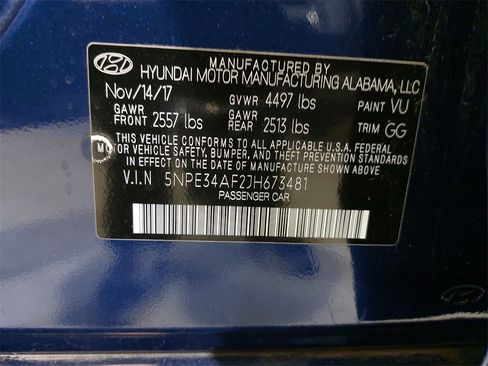 MANUFACTURED BY
HYUNDAI MOTOR MANUFACTURING ALABAMA, LLC
Nov/14/17 GVWR 4497 lbs PAINT VU
GAWR FRONT 2557 lbs GAWR REAR 2513 lbs TRIM GG
THIS VEHICLE CONFORMS TO ALL APPLICABLE U.S.A. FEDERAL
MOTOR VEHICLE SAFETY, BUMPER, AND THEFT PREVENTION
STANDARDS IN EFFECT ON THE DATE OF MANUFACTURE SHOWN ABOVE.
V.I.N 5NPE34AF2JH673481
PASSENGER CAR